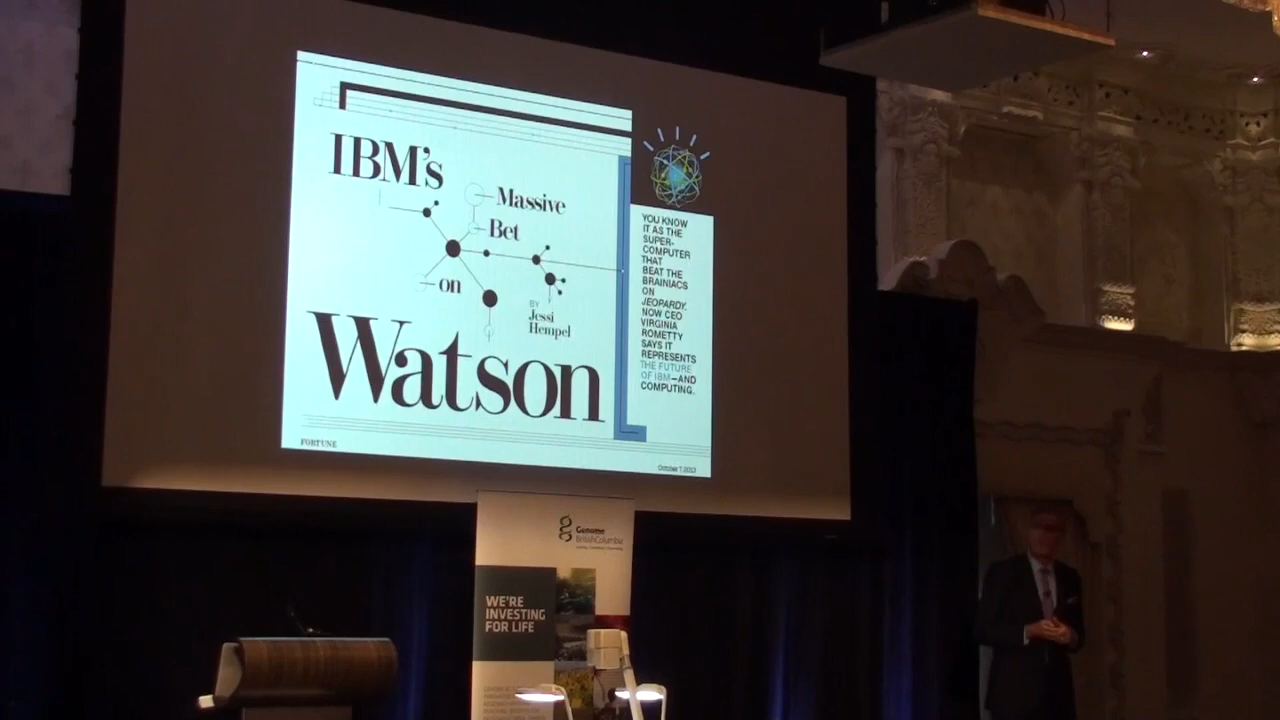 IBM's
Massive
Bet
on
BY
Jessi
Hempel
Watson
FORTUNE
YOU KNOW
IT AS THE
SUPER-
COMPUTER
THAT
BEAT THE
BRAINIACS
ON
JEOPARDY.
NOW CEO
VIRGINIA
ROMETTY
SAYS IT
REPRESENTS
THE FUTURE
OF IBM—AND
COMPUTING.
October 7, 2013
Genome
BritishColumbia
WE'RE
INVESTING
FOR LIFE